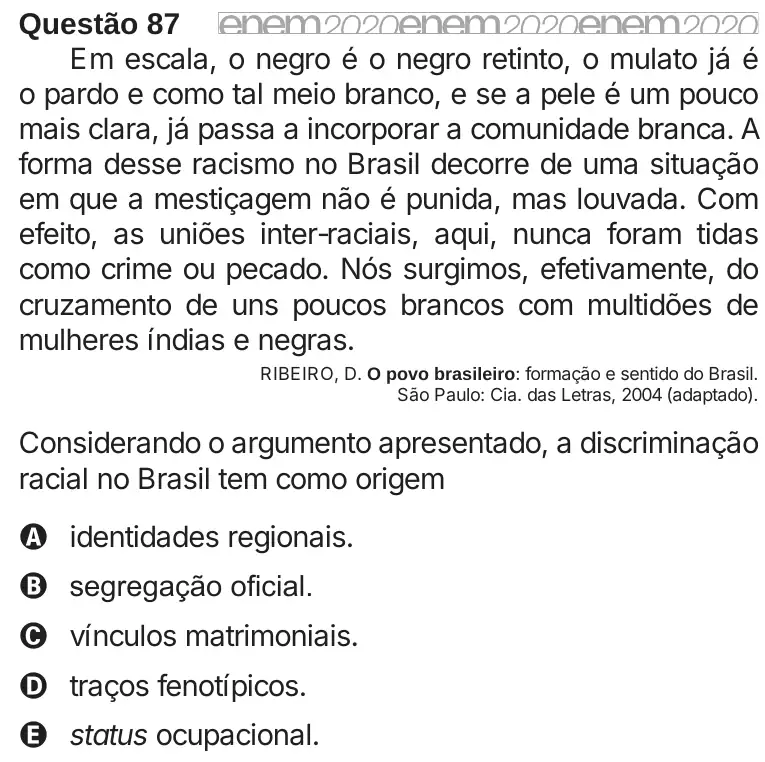 Questão 87 enem2020enem2020enem2020
Em escala, o negro é o negro retinto, o mulato já é
o pardo e como tal meio branco, e se a pele é um pouco
mais clara, já passa a incorporar a comunidade branca. A
forma desse racismo no Brasil decorre de uma situação
em que a mestiçagem não é punida, mas louvada. Com
efeito, as uniões inter-raciais, aqui, nunca foram tidas
como crime ou pecado. Nós surgimos, efetivamente, do
cruzamento de uns poucos brancos com multidões de
mulheres índias e negras.
RIBEIRO, D. O povo brasileiro: formação e sentido do Brasil.
São Paulo: Cia. das Letras, 2004 (adaptado).
Considerando o argumento apresentado, a discriminação
racial no Brasil tem como origem
A identidades regionais.
B segregação oficial.
C vínculos matrimoniais.
D traços fenotípicos.
E status ocupacional.